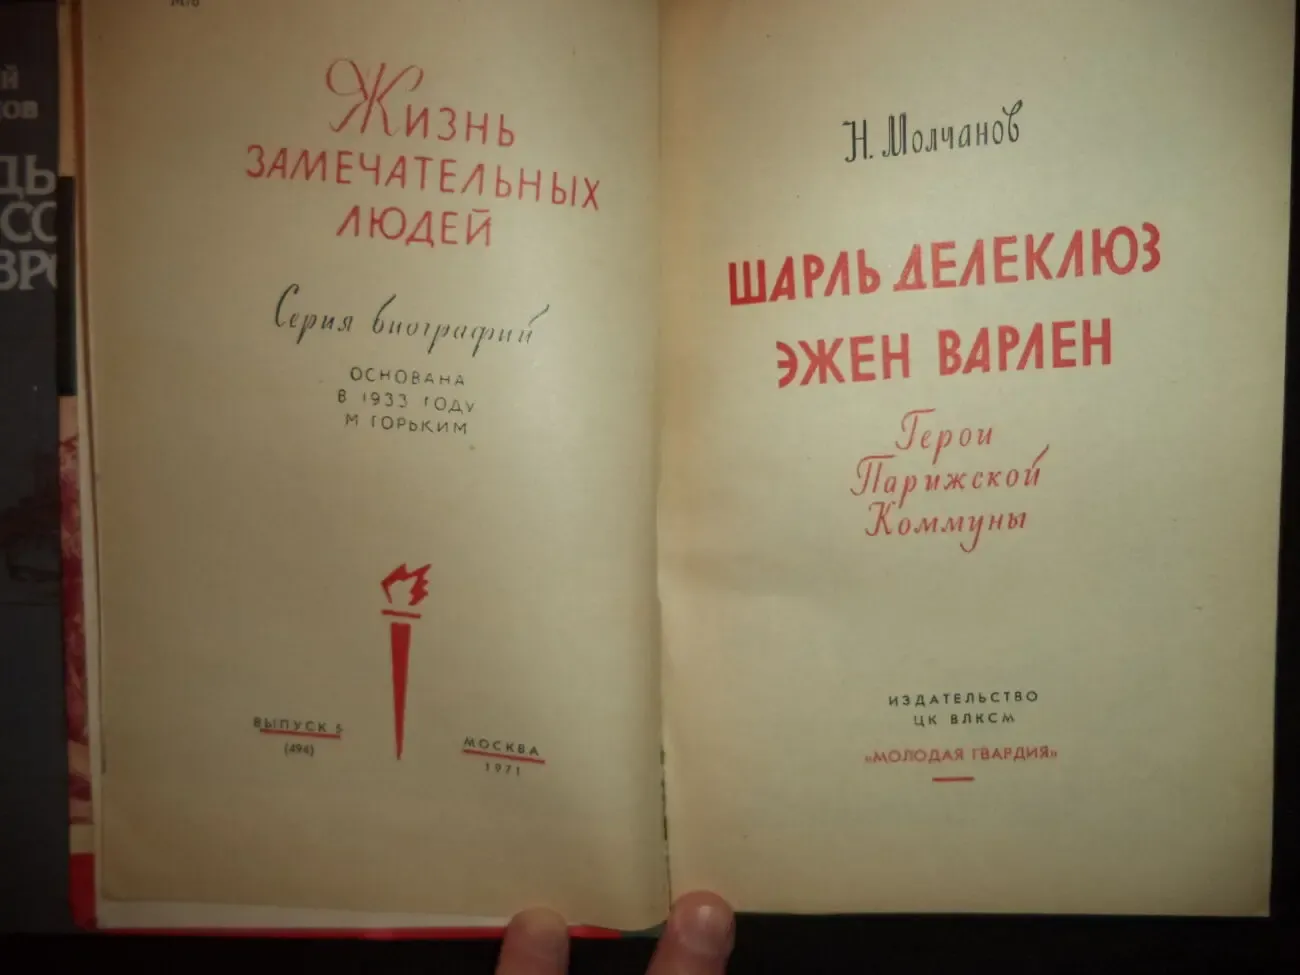 Жизнь
ЗАМЕЧАТЕЛЬНЫХ
ЛЮДЕЙ
Серия биографий
ОСНОВАНА
В 1933 ГОДУ
М ГОРЬКИМ
ВЫПУСК 5
(494)
МОСКВА
1971
Н. Молчанов
ШАРЛЬ ДЕЛЕКЛЮЗ
ЭЖЕН ВАРЛЕН
Герои
Парижской
Коммуны
ИЗДАТЕЛЬСТВО
ЦК ВЛКСМ
«МОЛОДАЯ ГВАРДИЯ»